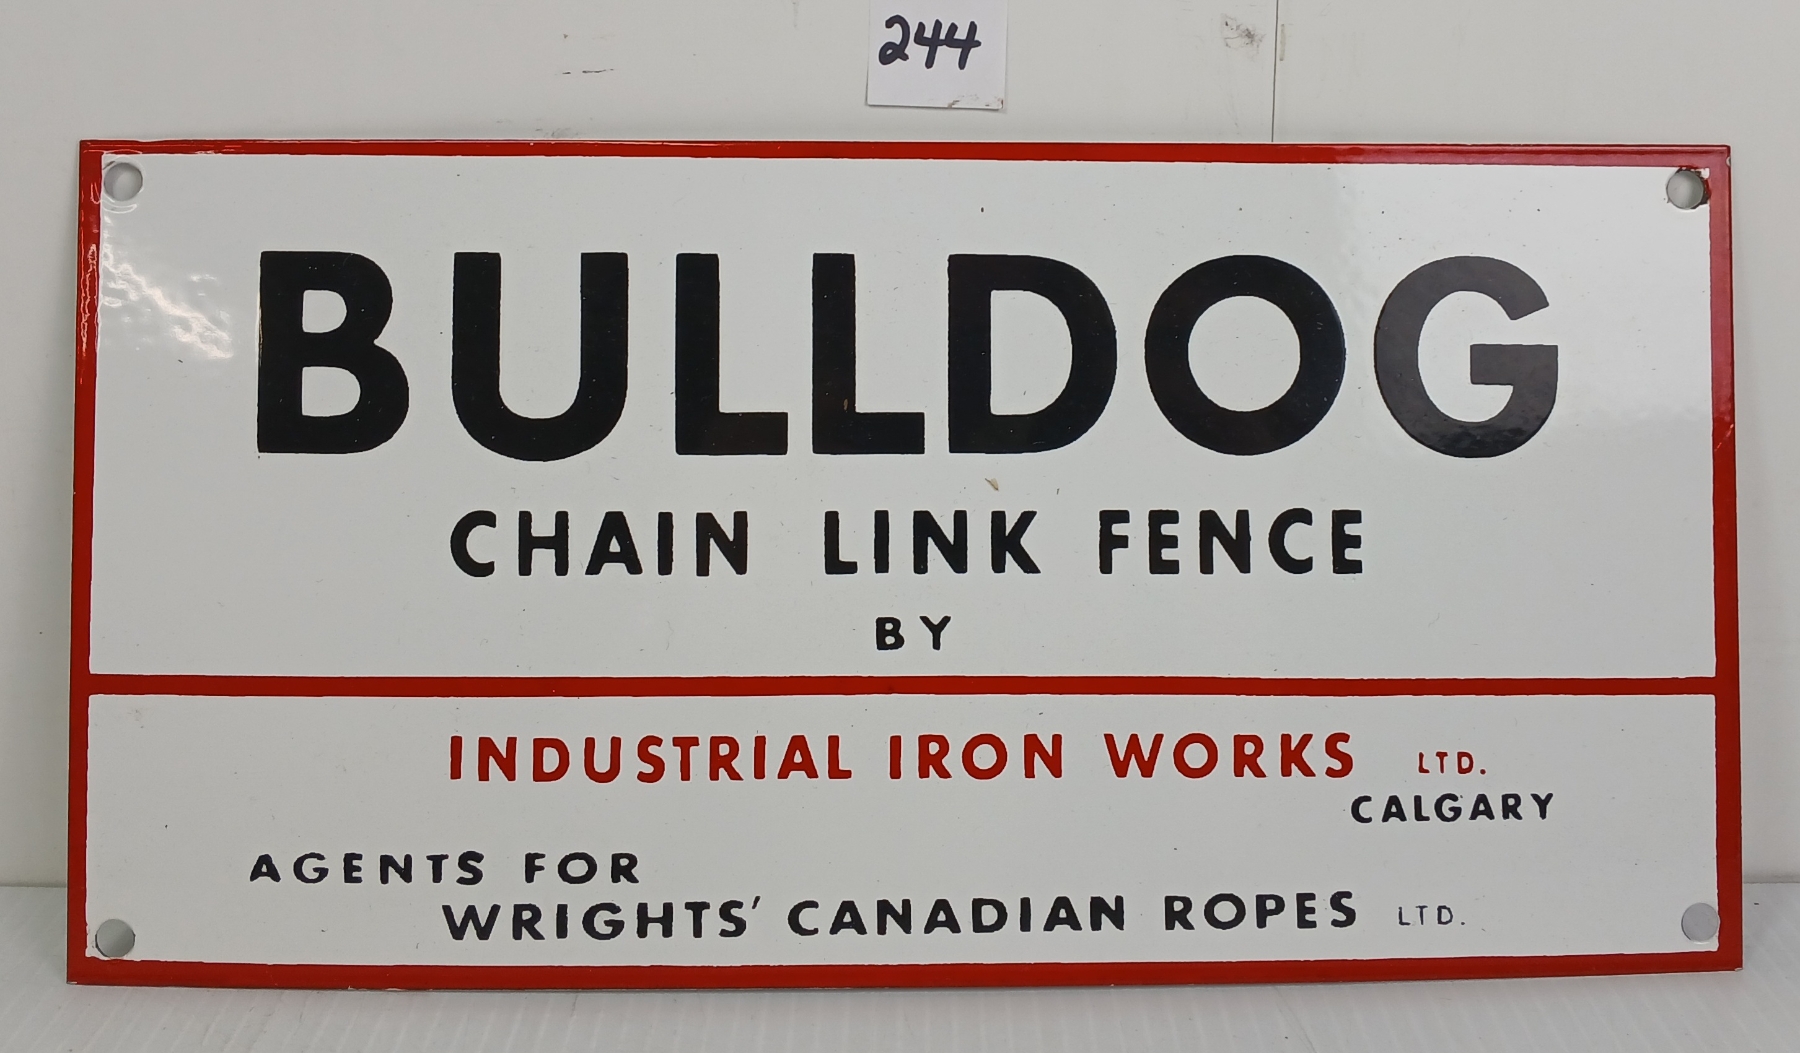 244
BULLDOG
CHAIN LINK FENCE
BY
INDUSTRIAL IRON WORKS LTD.
CALGARY
AGENTS FOR
WRIGHTS' CANADIAN ROPES LTD.